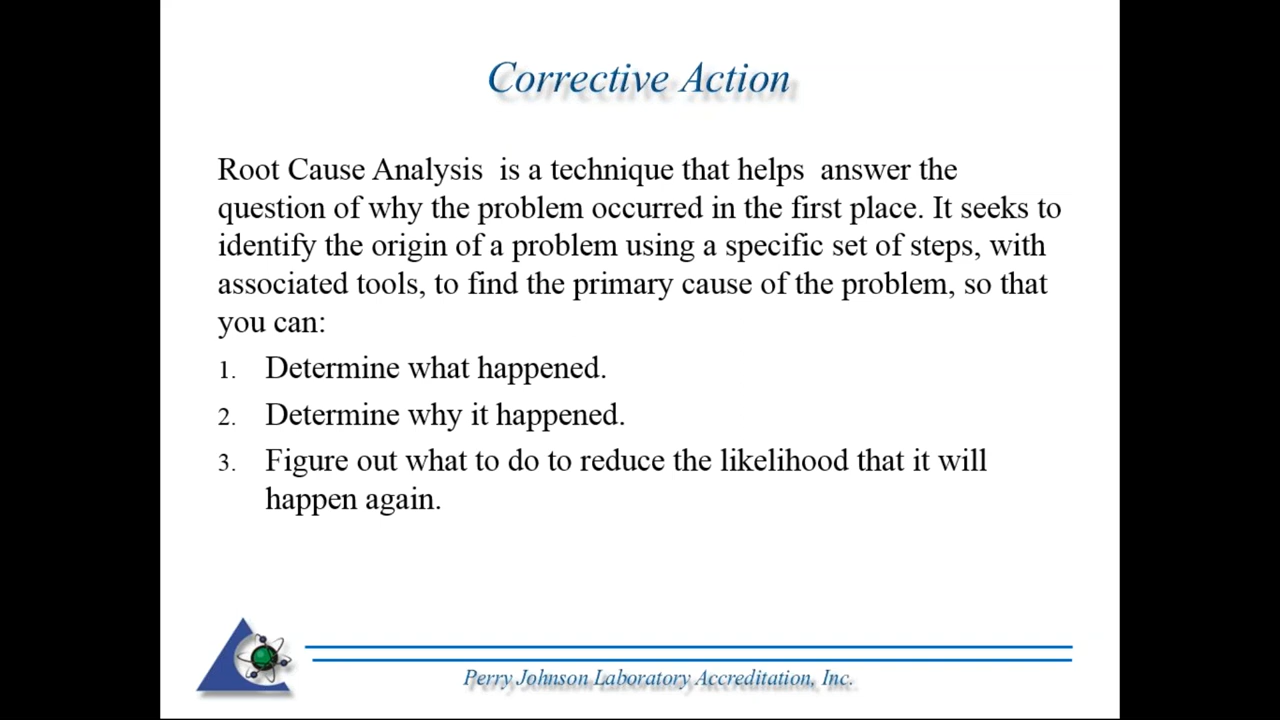 Corrective Action
Root Cause Analysis  is a technique that helps  answer the
question of why the problem occurred in the first place. It seeks to
identify the origin of a problem using a specific set of steps, with
associated tools, to find the primary cause of the problem, so that
you can:
1. Determine what happened.
2. Determine why it happened.
3. Figure out what to do to reduce the likelihood that it will
happen again.
Perry Johnson Laboratory Accreditation, Inc.